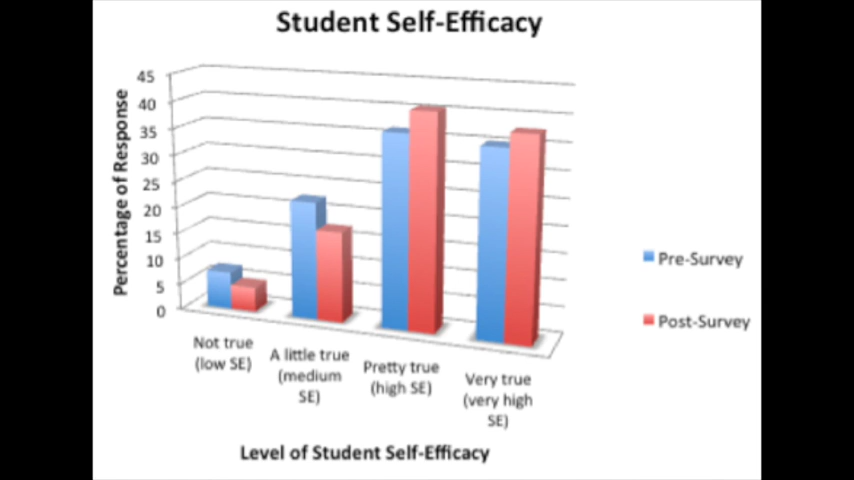 Student Self-Efficacy
Percentage of Response
45
40
35
30
25
20
15
10
5
0
Not true
(low SE)
A little true
(medium
SE)
Pretty true
(high SE)
Very true
(very high
SE)
Pre-Survey
Post-Survey
Level of Student Self-Efficacy